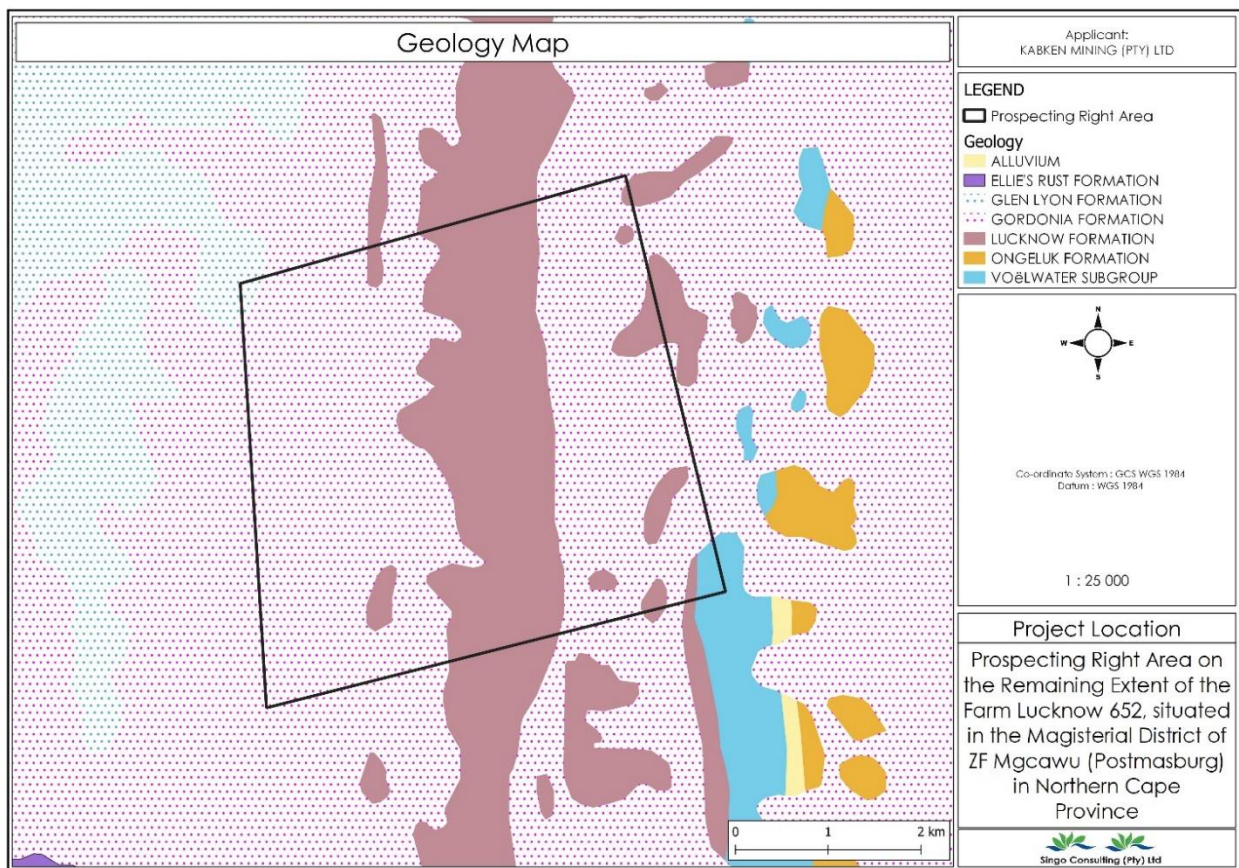 Geology Map
Applicant:
KABKEN MINING (PTY) LTD
LEGEND
Prospecting Right Area
Geology
ALLUVIUM
ELLIE'S RUST FORMATION
GLEN LYON FORMATION
GORDONIA FORMATION
LUCKNOW FORMATION
ONGELUK FORMATION
VOëLWATER SUBGROUP
N
W E
S
Co-ordinate System : GCS WGS 1984
Datum : WGS 1984
1 : 25 000
Project Location
Prospecting Right Area on
the Remaining Extent of the
Farm Lucknow 652, situated
in the Magisterial District of
ZF Mgcawu (Postmasburg)
in Northern Cape
Province
0 1 2 km
Singo Consulting (Pty) Ltd